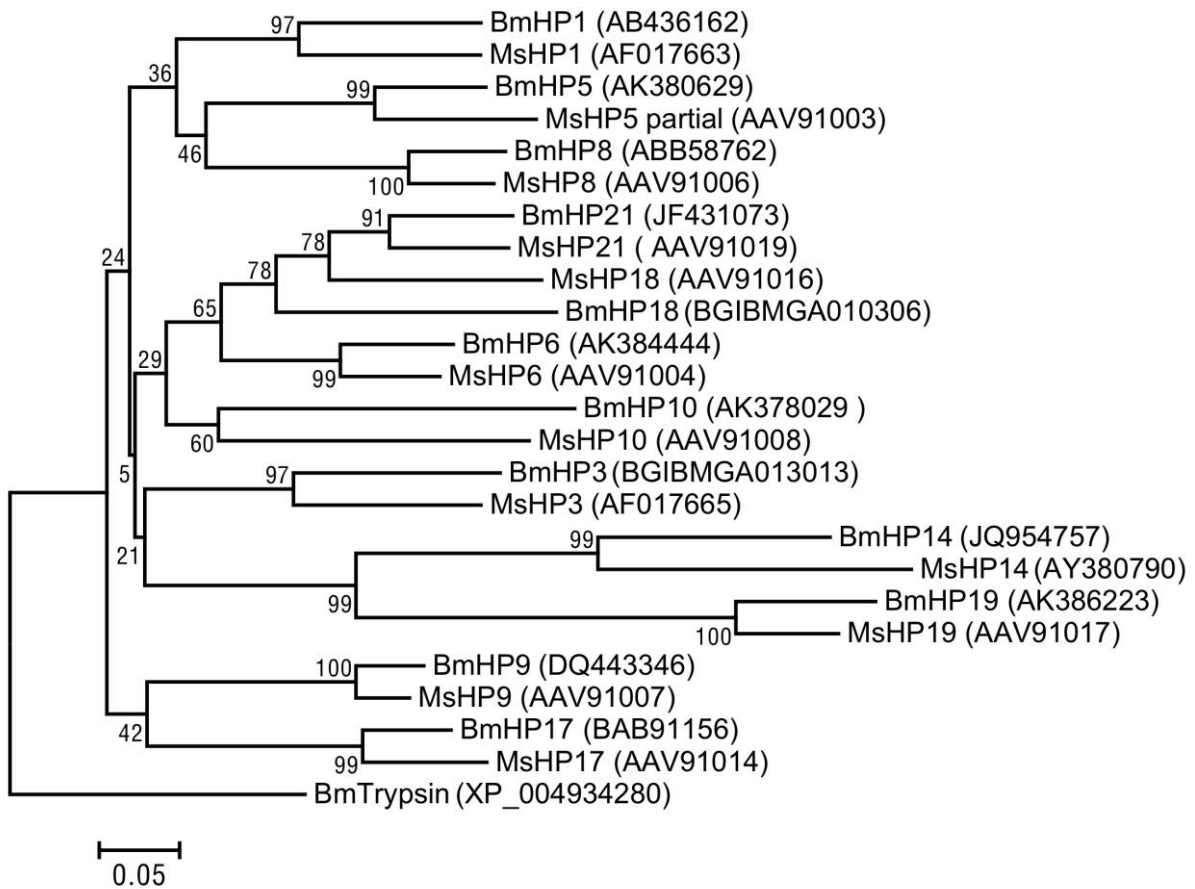 97
BmHP1 (AB436162)
MsHP1 (AF017663)
36
99
BmHP5 (AK380629)
MsHP5 partial (AAV91003)
46
BmHP8 (ABB58762)
100
MsHP8 (AAV91006)
24
91
BmHP21 (JF431073)
78
MsHP21 ( AAV91019)
78
MsHP18 (AAV91016)
65
BmHP18 (BGIBMGA010306)
29
BmHP6 (AK384444)
99
MsHP6 (AAV91004)
BmHP10 (AK378029 )
60
MsHP10 (AAV91008)
5
97
BmHP3 (BGIBMGA013013)
MsHP3 (AF017665)
21
99
BmHP14 (JQ954757)
MsHP14 (AY380790)
99
BmHP19 (AK386223)
100
MsHP19 (AAV91017)
100
BmHP9 (DQ443346)
MsHP9 (AAV91007)
42
BmHP17 (BAB91156)
99
MsHP17 (AAV91014)
BmTrypsin (XP_004934280)
0.05